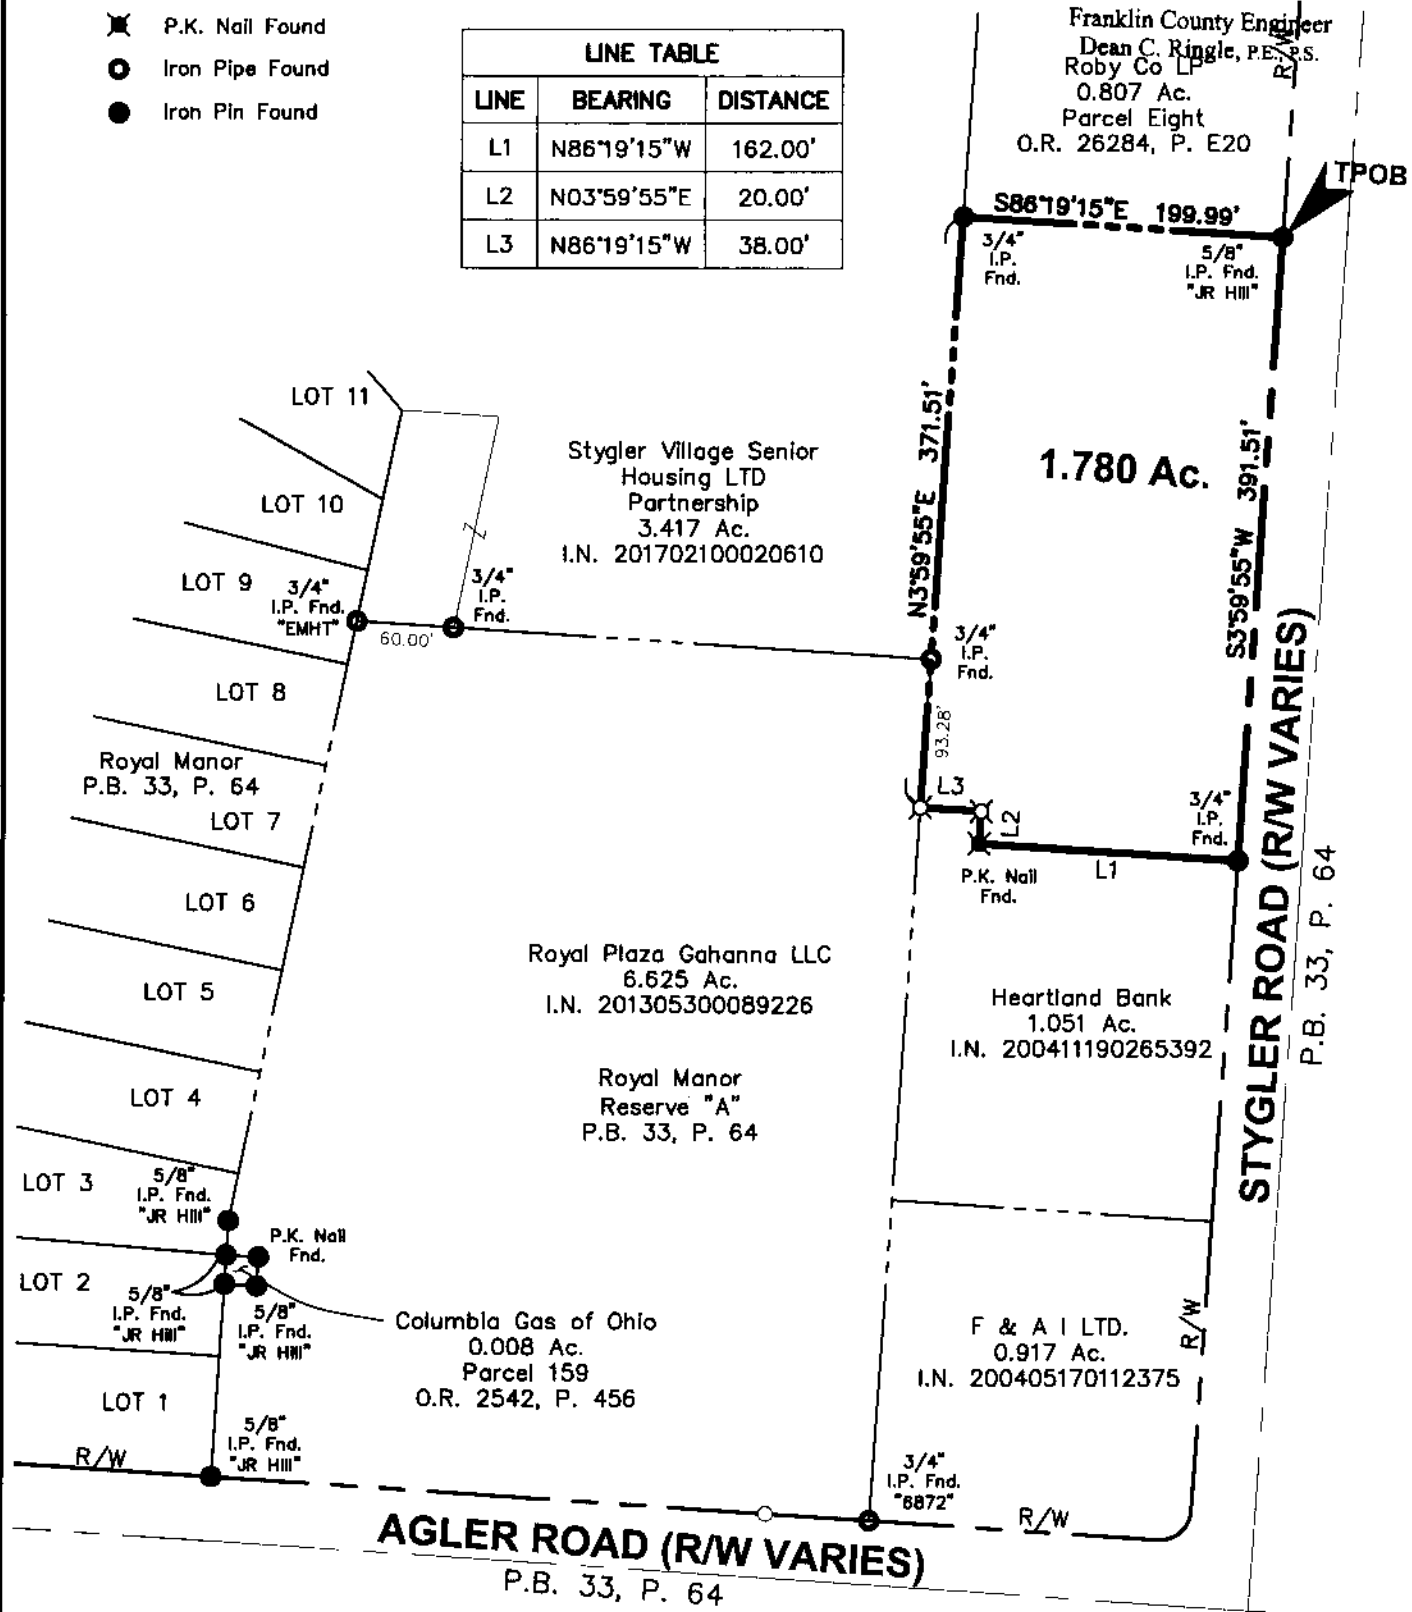 P.K. Nail Found
Iron Pipe Found
Iron Pin Found
LINE TABLE
LINE BEARING DISTANCE
L1 N86°19'15"W 162.00'
L2 N03°59'55"E 20.00'
L3 N86°19'15"W 38.00'
Franklin County Engineer
Dean C. Ringle, P.E., P.S.
Roby Co LP
0.807 Ac.
Parcel Eight
O.R. 26284, P. E20
R/W
TPOB
S86°19'15"E 199.99'
3/4"
I.P.
Fnd.
5/8"
I.P. Fnd.
"JR Hill"
N3°59'55"E 371.51'
1.780 Ac.
S3°59'55"W 391.51'
LOT 11
LOT 10
LOT 9
LOT 8
Royal Manor
P.B. 33, P. 64
LOT 7
LOT 6
LOT 5
LOT 4
LOT 3
LOT 2
LOT 1
Stygler Village Senior
Housing LTD
Partnership
3.417 Ac.
I.N. 201702100020610
3/4"
I.P. Fnd.
"EMHT"
60.00'
3/4"
I.P.
Fnd.
3/4"
I.P.
Fnd.
93.28'
L3
L2
L1
P.K. Nail
Fnd.
3/4"
I.P.
Fnd.
STYGLER ROAD (R/W VARIES)
P.B. 33, P. 64
Royal Plaza Gahanna LLC
6.625 Ac.
I.N. 201305300089226
Royal Manor
Reserve "A"
P.B. 33, P. 64
Heartland Bank
1.051 Ac.
I.N. 200411190265392
5/8"
I.P. Fnd.
"JR Hill"
P.K. Nail
Fnd.
5/8"
I.P. Fnd.
"JR Hill"
5/8"
I.P. Fnd.
"JR Hill"
Columbia Gas of Ohio
0.008 Ac.
Parcel 159
O.R. 2542, P. 456
F & A I LTD.
0.917 Ac.
I.N. 200405170112375
R/W
5/8"
I.P. Fnd.
"JR Hill"
R/W
3/4"
I.P. Fnd.
"6872"
R/W
AGLER ROAD (R/W VARIES)
P.B. 33, P. 64